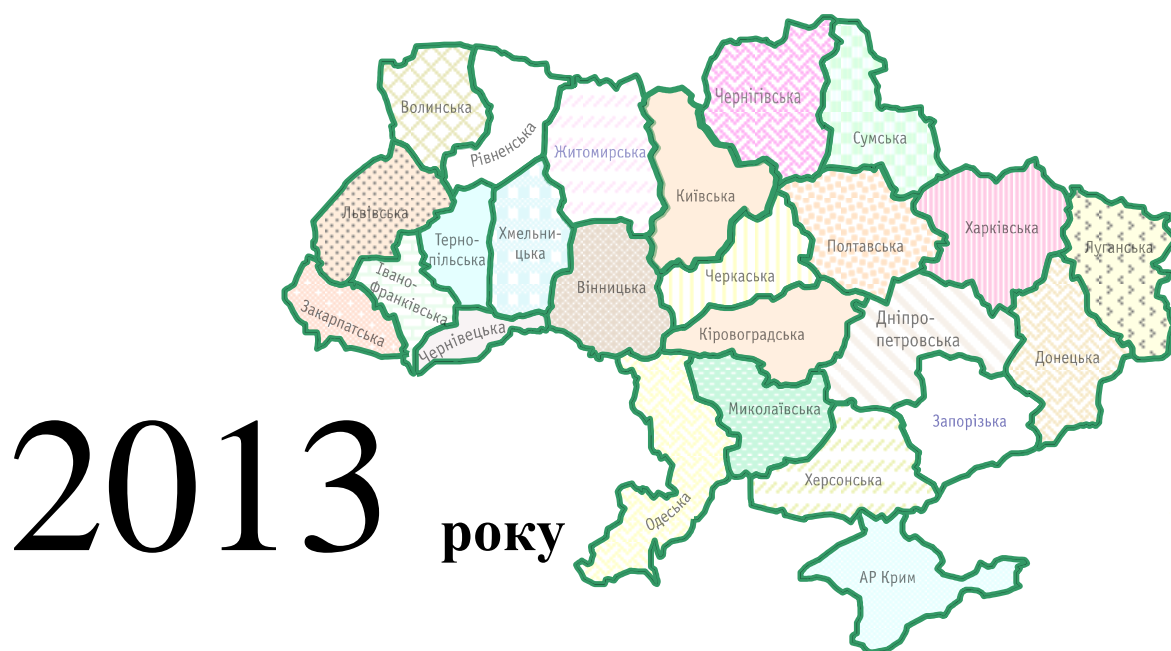 Чернігівська
Волинська
Сумська
Рівненська
Житомирська
Київська
Львівська
Харківська
Хмельни-
цька
Терно-
пільська
Полтавська
Луганська
Черкаська
Івано-
франківська
Вінницька
Закарпатська
Чернівецька
Кіровоградська
Дніпро-
петровська
Донецька
Миколаївська
Запорізька
Херсонська
Одеська
2013 року
АР Крим